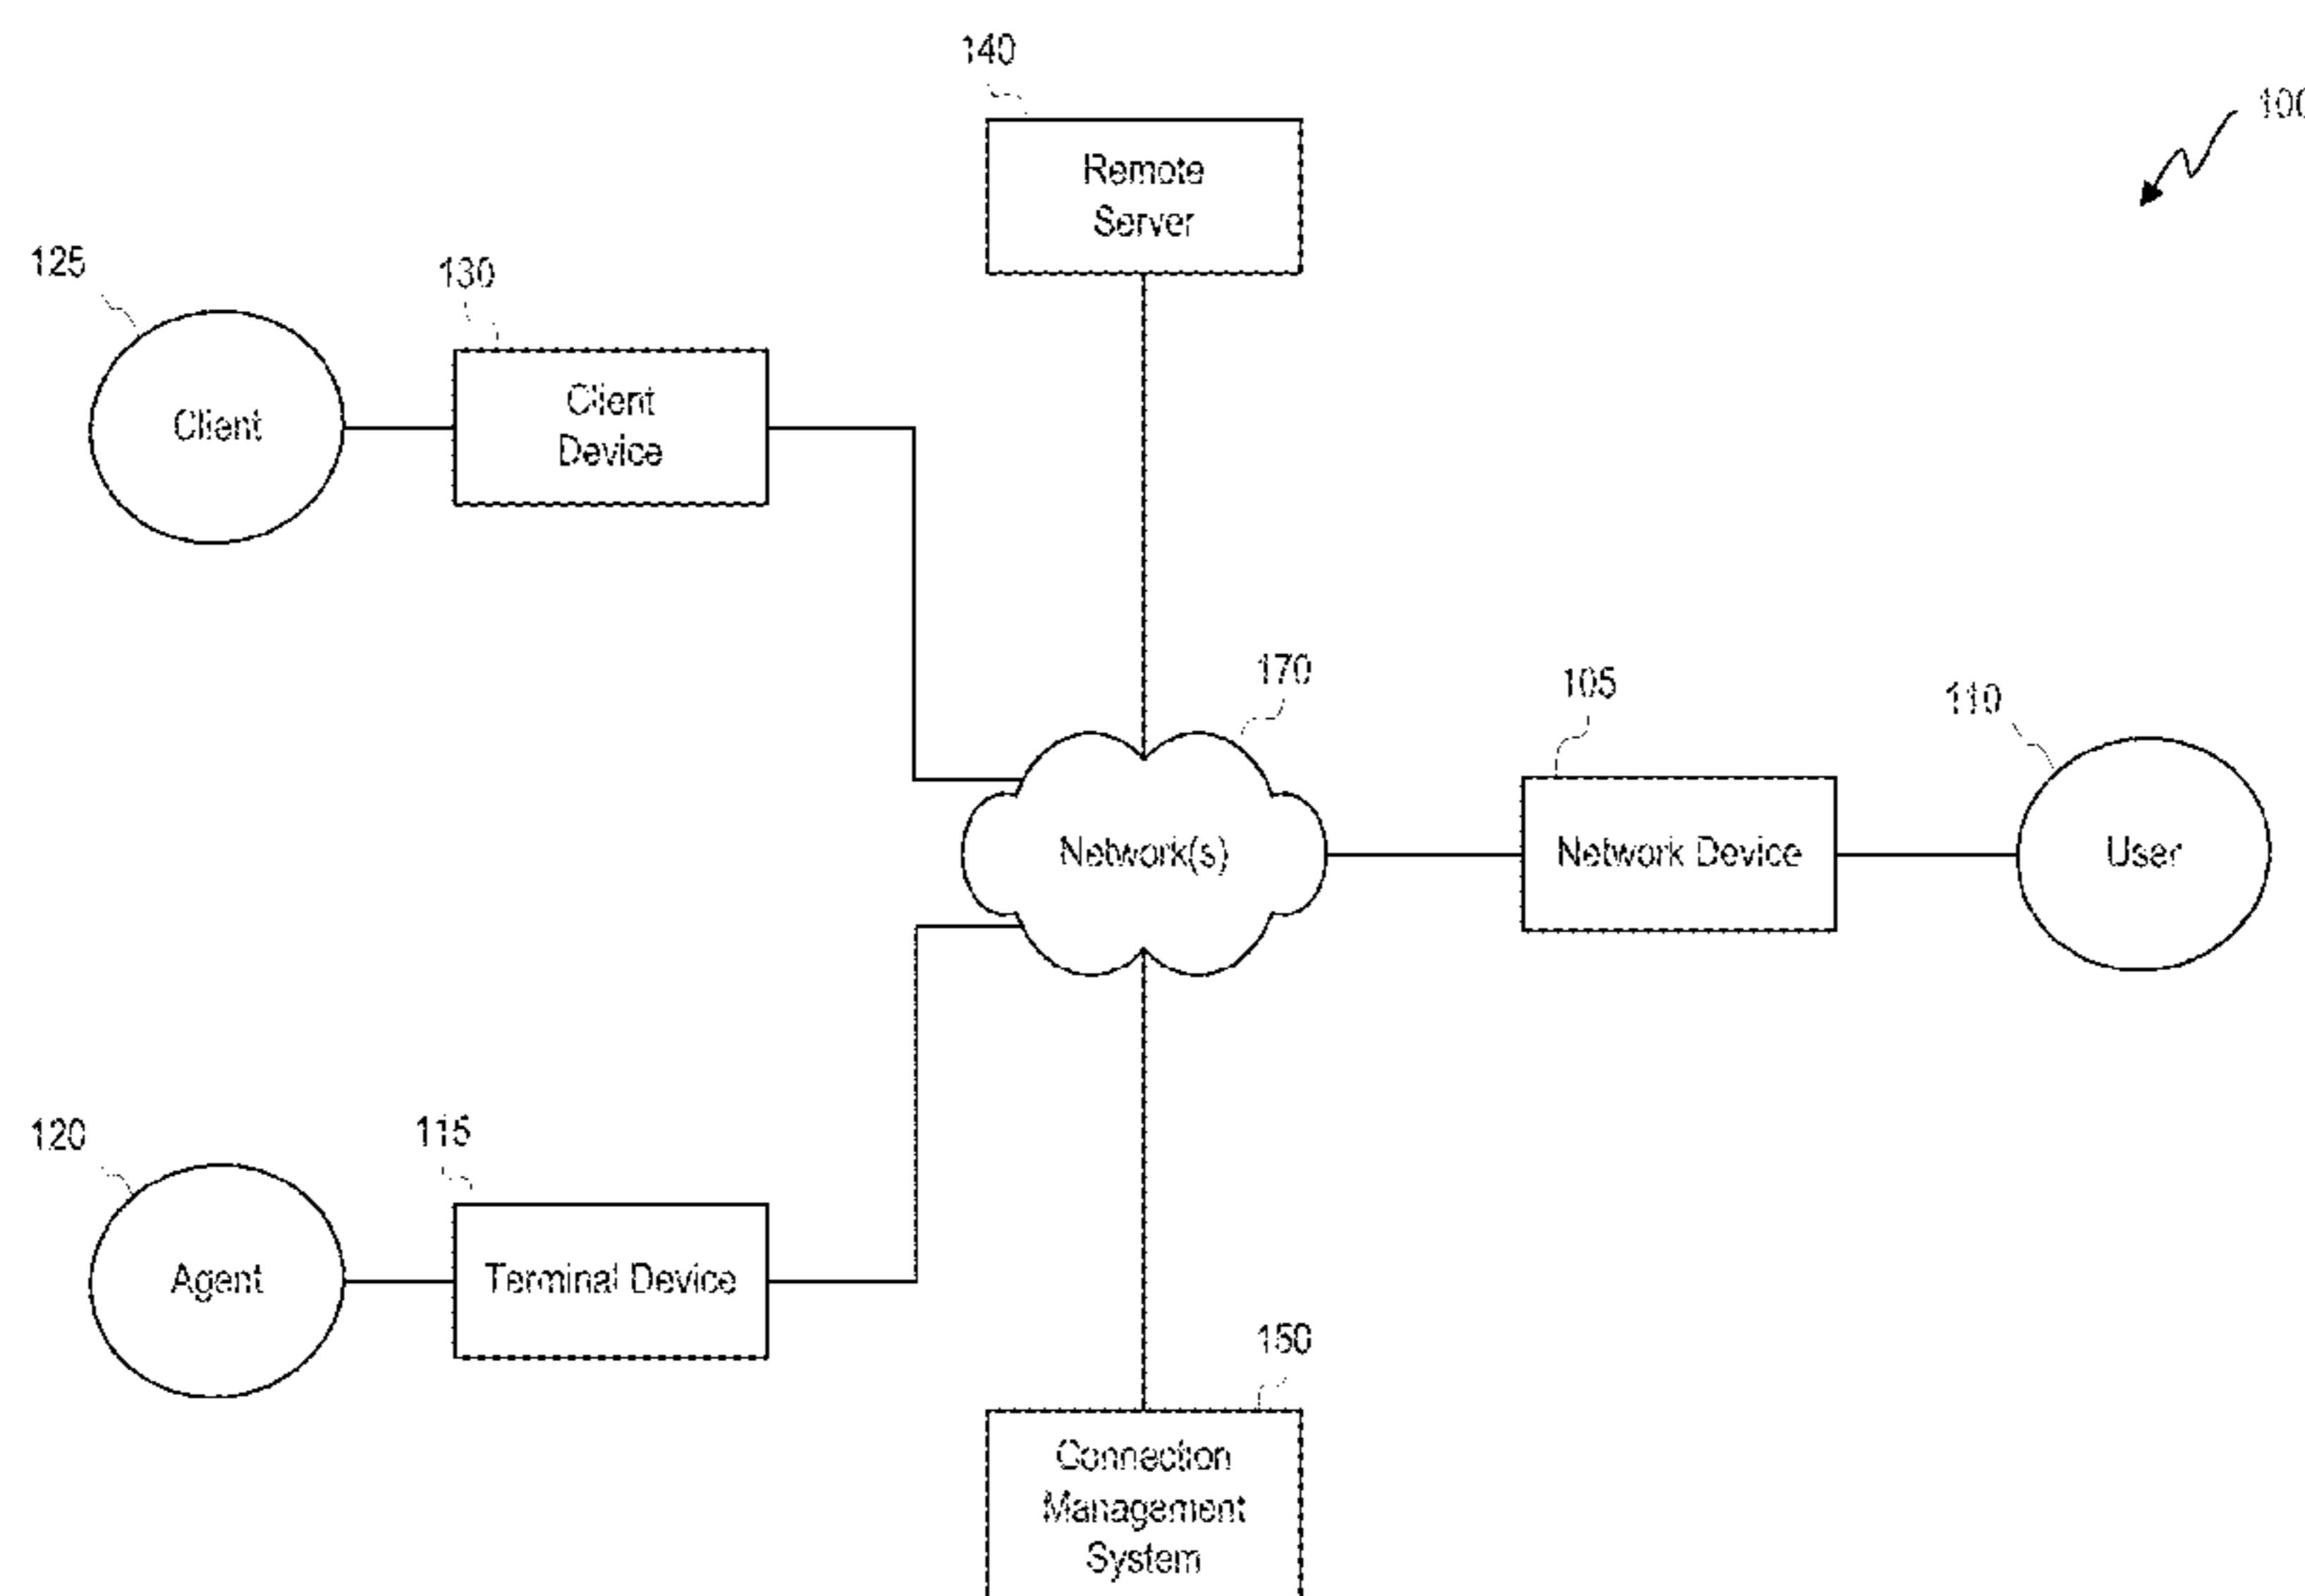 140
100
Remote
Server
125
130
Client
Client
Device
170
105
110
Network(s)
Network Device
User
120
115
Agent
Terminal Device
150
Connection
Management
System